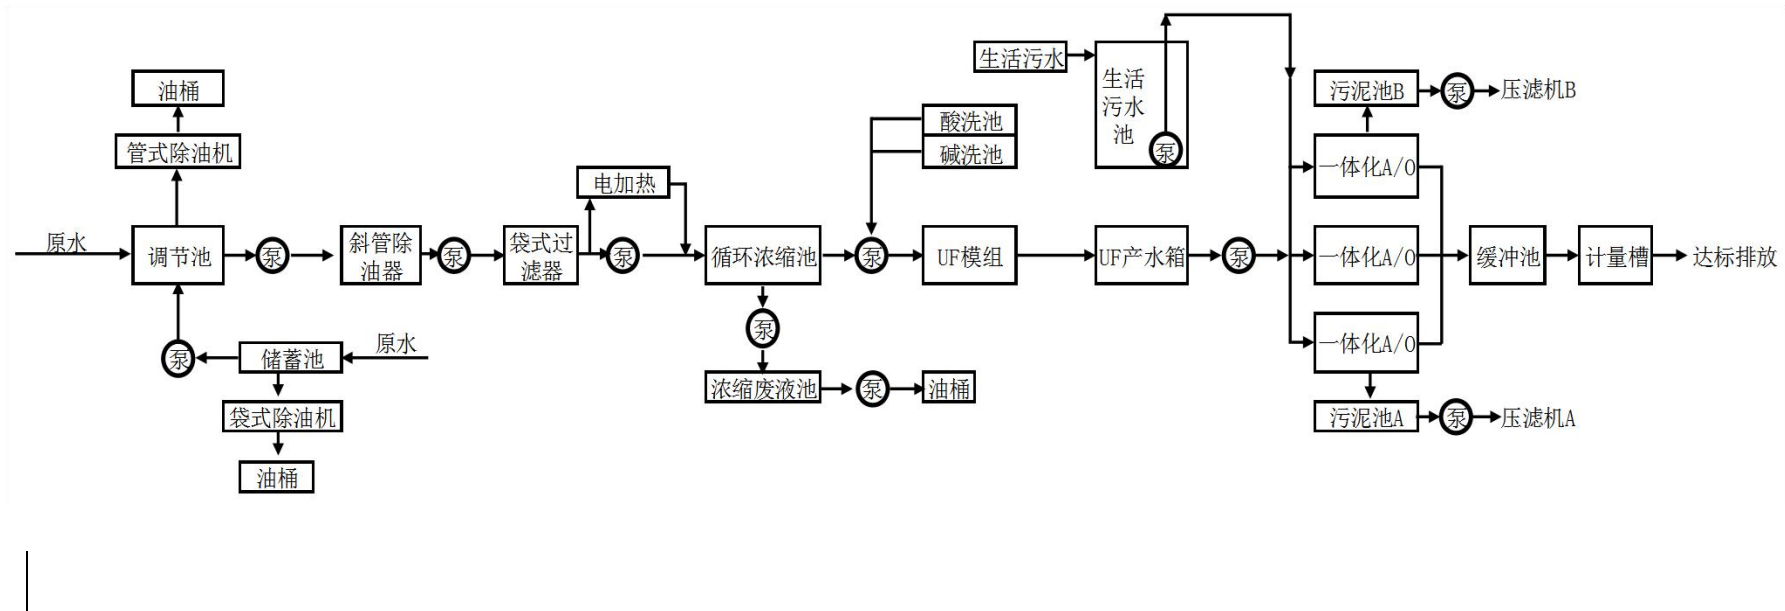 生活污水
生活
污水
池
泵
油桶
污泥池B
泵
压滤机B
管式除油机
酸洗池
碱洗池
一体化A/O
电加热
原水
调节池
泵
斜管除
油器
泵
袋式过
滤器
泵
循环浓缩池
泵
UF模组
UF产水箱
泵
一体化A/O
缓冲池
计量槽
达标排放
泵
储蓄池
原水
泵
一体化A/O
袋式除油机
浓缩废液池
泵
油桶
污泥池A
泵
压滤机A
油桶